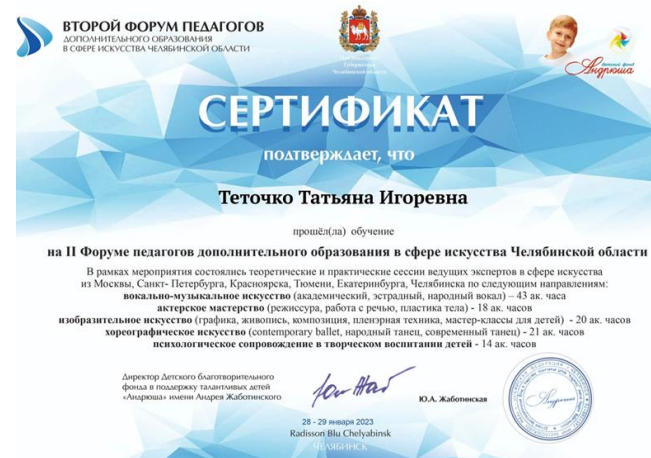 ВТОРОЙ ФОРУМ ПЕДАГОГОВ
ДОПОЛНИТЕЛЬНОГО ОБРАЗОВАНИЯ
В СФЕРЕ ИСКУССТВА ЧЕЛЯБИНСКОЙ ОБЛАСТИ
Губернатора
Челябинской области
детский фонд
Андрюша
СЕРТИФИКАТ
подтверждает, что
Теточко Татьяна Игоревна
прошёл(ла) обучение
на II Форуме педагогов дополнительного образования в сфере искусства Челябинской области
В рамках мероприятия состоялись теоретические и практические сессии ведущих экспертов в сфере искусства
из Москвы, Санкт- Петербурга, Красноярска, Тюмени, Екатеринбурга, Челябинска по следующим направлениям:
вокально-музыкальное искусство (академический, эстрадный, народный вокал) – 43 ак. часа
актерское мастерство (режиссура, работа с речью, пластика тела) - 18 ак. часов
изобразительное искусство (графика, живопись, композиция, пленэрная техника, мастер-классы для детей) - 20 ак. часов
хореографическое искусство (contemporary ballet, народный танец, современный танец) - 21 ак. часов
психологическое сопровождение в творческом воспитании детей - 14 ак. часов
Директор Детского благотворительного
фонда в поддержку талантливых детей
«Андрюша» имени Андрея Жаботинского
Ю.А. Жаботинская
Андрюша
28 - 29 января 2023
Radisson Blu Chelyabinsk
ЧЕЛЯБИНСК